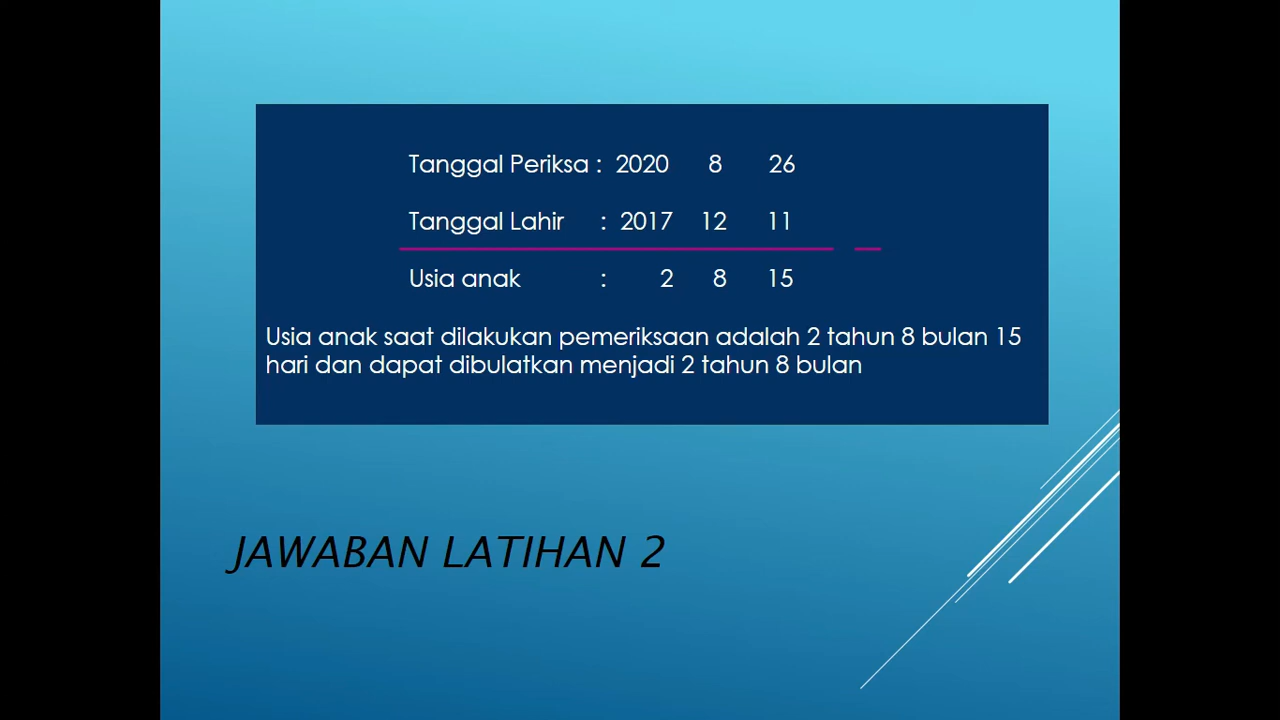 Tanggal Periksa : 2020 8 26
Tanggal Lahir : 2017 12 11
Usia anak : 2 8 15
Usia anak saat dilakukan pemeriksaan adalah 2 tahun 8 bulan 15
hari dan dapat dibulatkan menjadi 2 tahun 8 bulan
JAWABAN LATIHAN 2